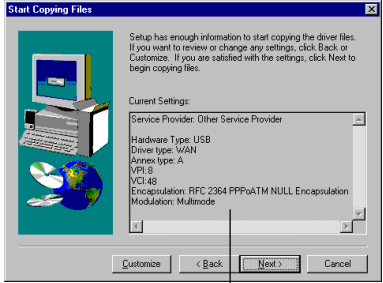 Start Copying Files
Setup has enough information to start copying the driver files.
If you want to review or change any settings, click Back or
Customize. If you are satisfied with the settings, click Next to
begin copying files.
Current Settings:
Service Provider: Other Service Provider
Hardware Type: USB
Driver type: WAN
Annex type: A
VPI: 8
VCI: 48
Encapsulation: RFC 2364 PPPoATM NULL Encapsulation
Modulation: Multimode
Customize
< Back
Next >
Cancel